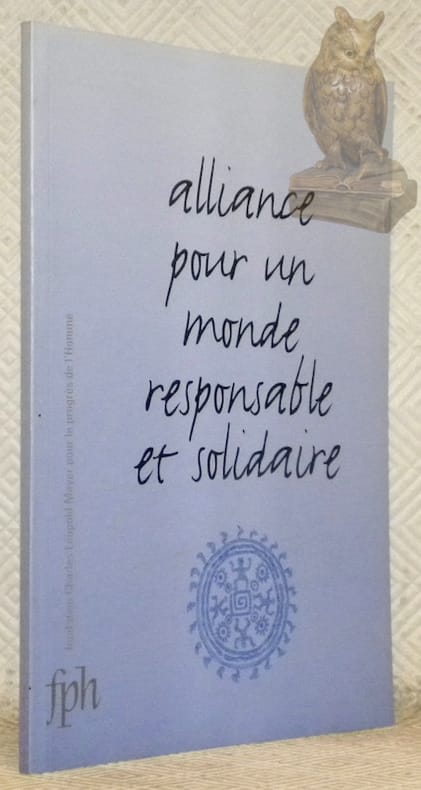 alliance
pour un
monde
responsable
et solidaire
fondation Charles Léopold Mayer pour le progrès de l'Homme
fph